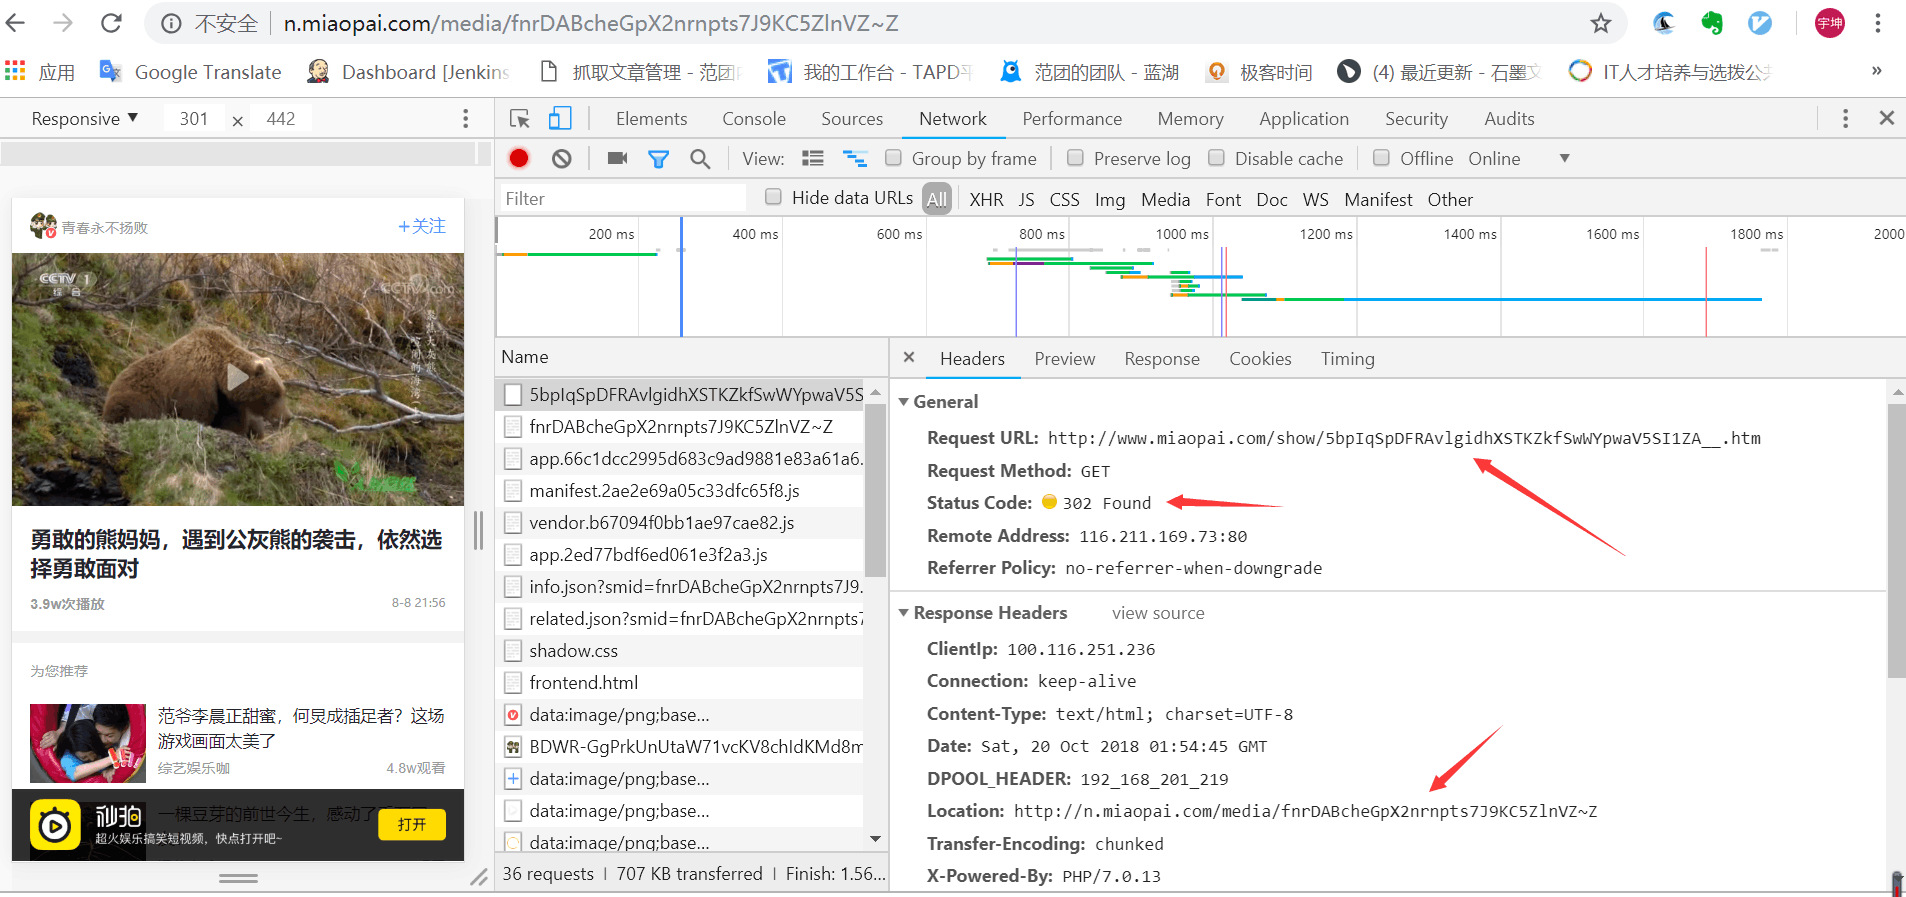 不安全 n.miaopai.com/media/fnrDABcheGpX2nrnpts7J9KC5ZlnVZ~Z
宇坤
应用 Google Translate Dashboard [Jenkins 抓取文章管理 - 范团 我的工作台 - TAPD 范团的团队 - 蓝湖 极客时间 (4) 最近更新 - 石墨文 IT人才培养与选拔公 »
Responsive 301 × 442
Elements Console Sources Network Performance Memory Application Security Audits
View: Group by frame Preserve log Disable cache Offline Online
Filter Hide data URLs All XHR JS CSS Img Media Font Doc WS Manifest Other
200 ms 400 ms 600 ms 800 ms 1000 ms 1200 ms 1400 ms 1600 ms 1800 ms 2000
青春永不扬败 +关注
CCTV 1
综合
CCTV.com
勇敢的熊妈妈，遇到公灰熊的袭击，依然选
择勇敢面对
3.9w次播放 8-8 21:56
为您推荐
范爷李晨正甜蜜，何炅成插足者？这场
游戏画面太美了
综艺娱乐咖 4.8w观看
一棵豆芽的前世今生，感动了
秒拍
超火娱乐搞笑短视频，快点打开吧~
打开
Name
5bpIqSpDFRAvlgidhXSTKZkfSwWYpwaV5S
fnrDABcheGpX2nrnpts7J9KC5ZlnVZ~Z
app.66c1dcc2995d683c9ad9881e83a61a6.
manifest.2ae2e69a05c33dfc65f8.js
vendor.b67094f0bb1ae97cae82.js
app.2ed77bdf6ed061e3f2a3.js
info.json?smid=fnrDABcheGpX2nrnpts7J9.
related.json?smid=fnrDABcheGpX2nrnpts7
shadow.css
frontend.html
data:image/png;base...
BDWR-GgPrkUnUtaW71vcKV8chIdKMd8m
data:image/png;base...
data:image/png;base...
data:image/png;base...
36 requests | 707 KB transferred | Finish: 1.56...
Headers Preview Response Cookies Timing
General
Request URL: http://www.miaopai.com/show/5bpIqSpDFRAvlgidhXSTKZkfSwWYpwaV5SI1ZA__.htm
Request Method: GET
Status Code: 302 Found
Remote Address: 116.211.169.73:80
Referrer Policy: no-referrer-when-downgrade
Response Headers view source
ClientIp: 100.116.251.236
Connection: keep-alive
Content-Type: text/html; charset=UTF-8
Date: Sat, 20 Oct 2018 01:54:45 GMT
DPOOL_HEADER: 192_168_201_219
Location: http://n.miaopai.com/media/fnrDABcheGpX2nrnpts7J9KC5ZlnVZ~Z
Transfer-Encoding: chunked
X-Powered-By: PHP/7.0.13